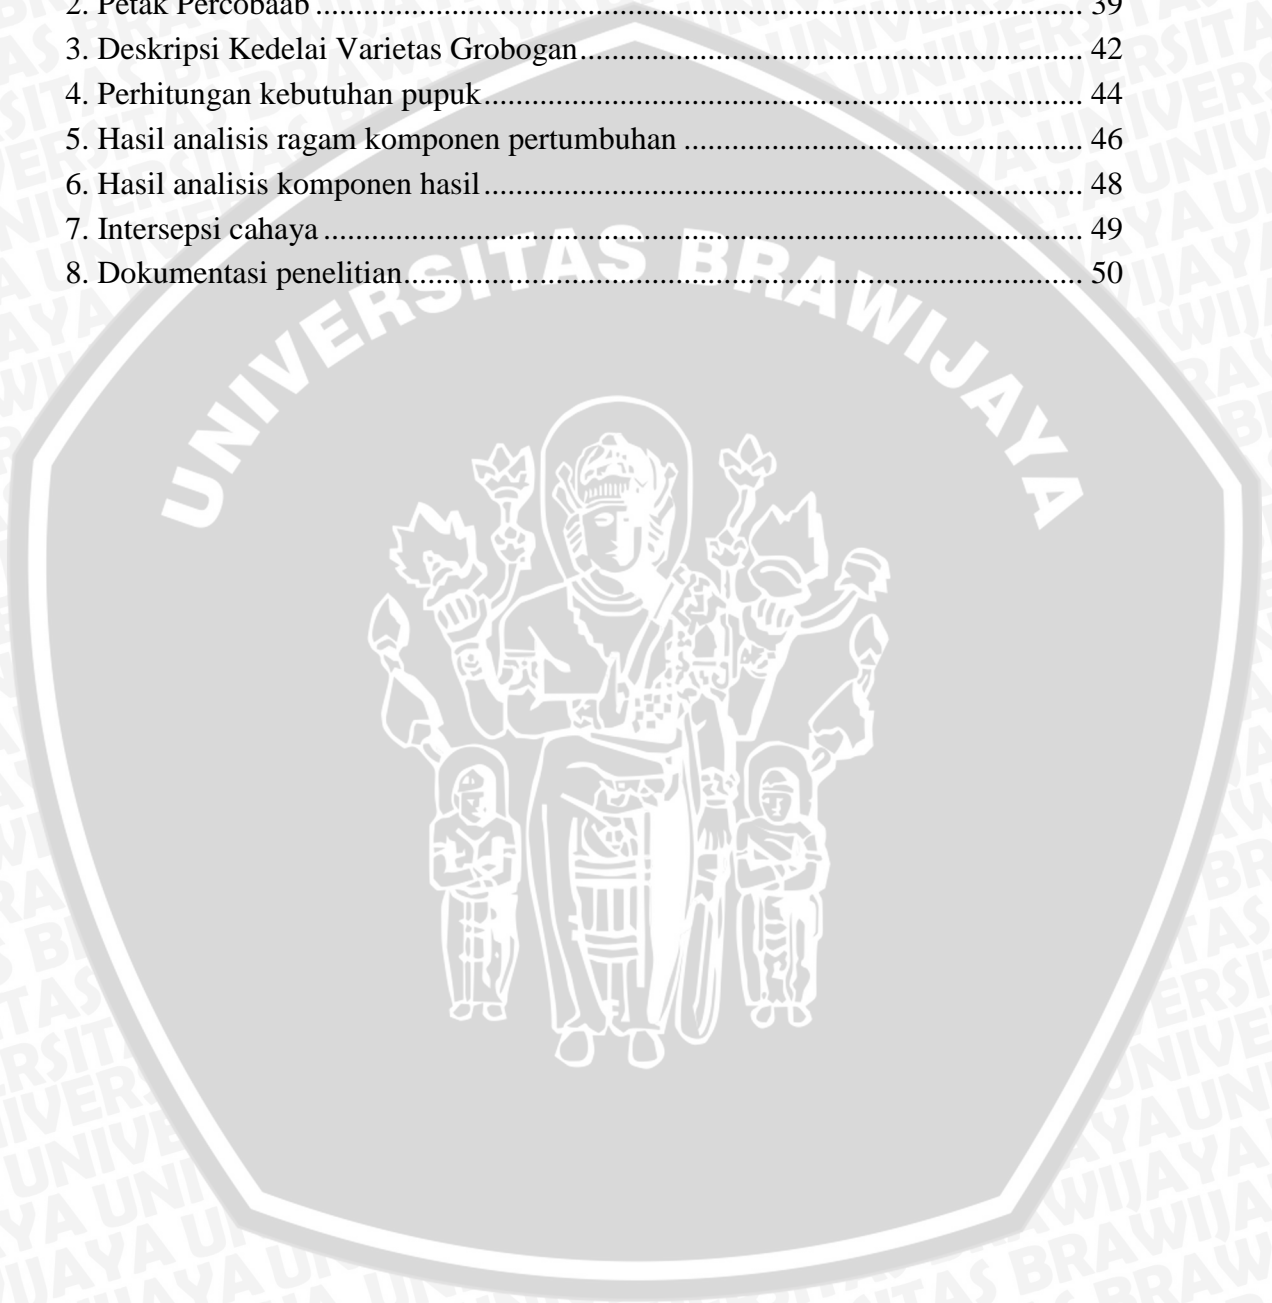 2. Petak Percobaab ........................................ 39
3. Deskripsi Kedelai Varietas Grobogan ........................................ 42
4. Perhitungan kebutuhan pupuk ........................................ 44
5. Hasil analisis ragam komponen pertumbuhan ........................................ 46
6. Hasil analisis komponen hasil ........................................ 48
7. Intersepsi cahaya ........................................ 49
8. Dokumentasi penelitian ........................................ 50
UNIVERSITAS BRAWIJAYA